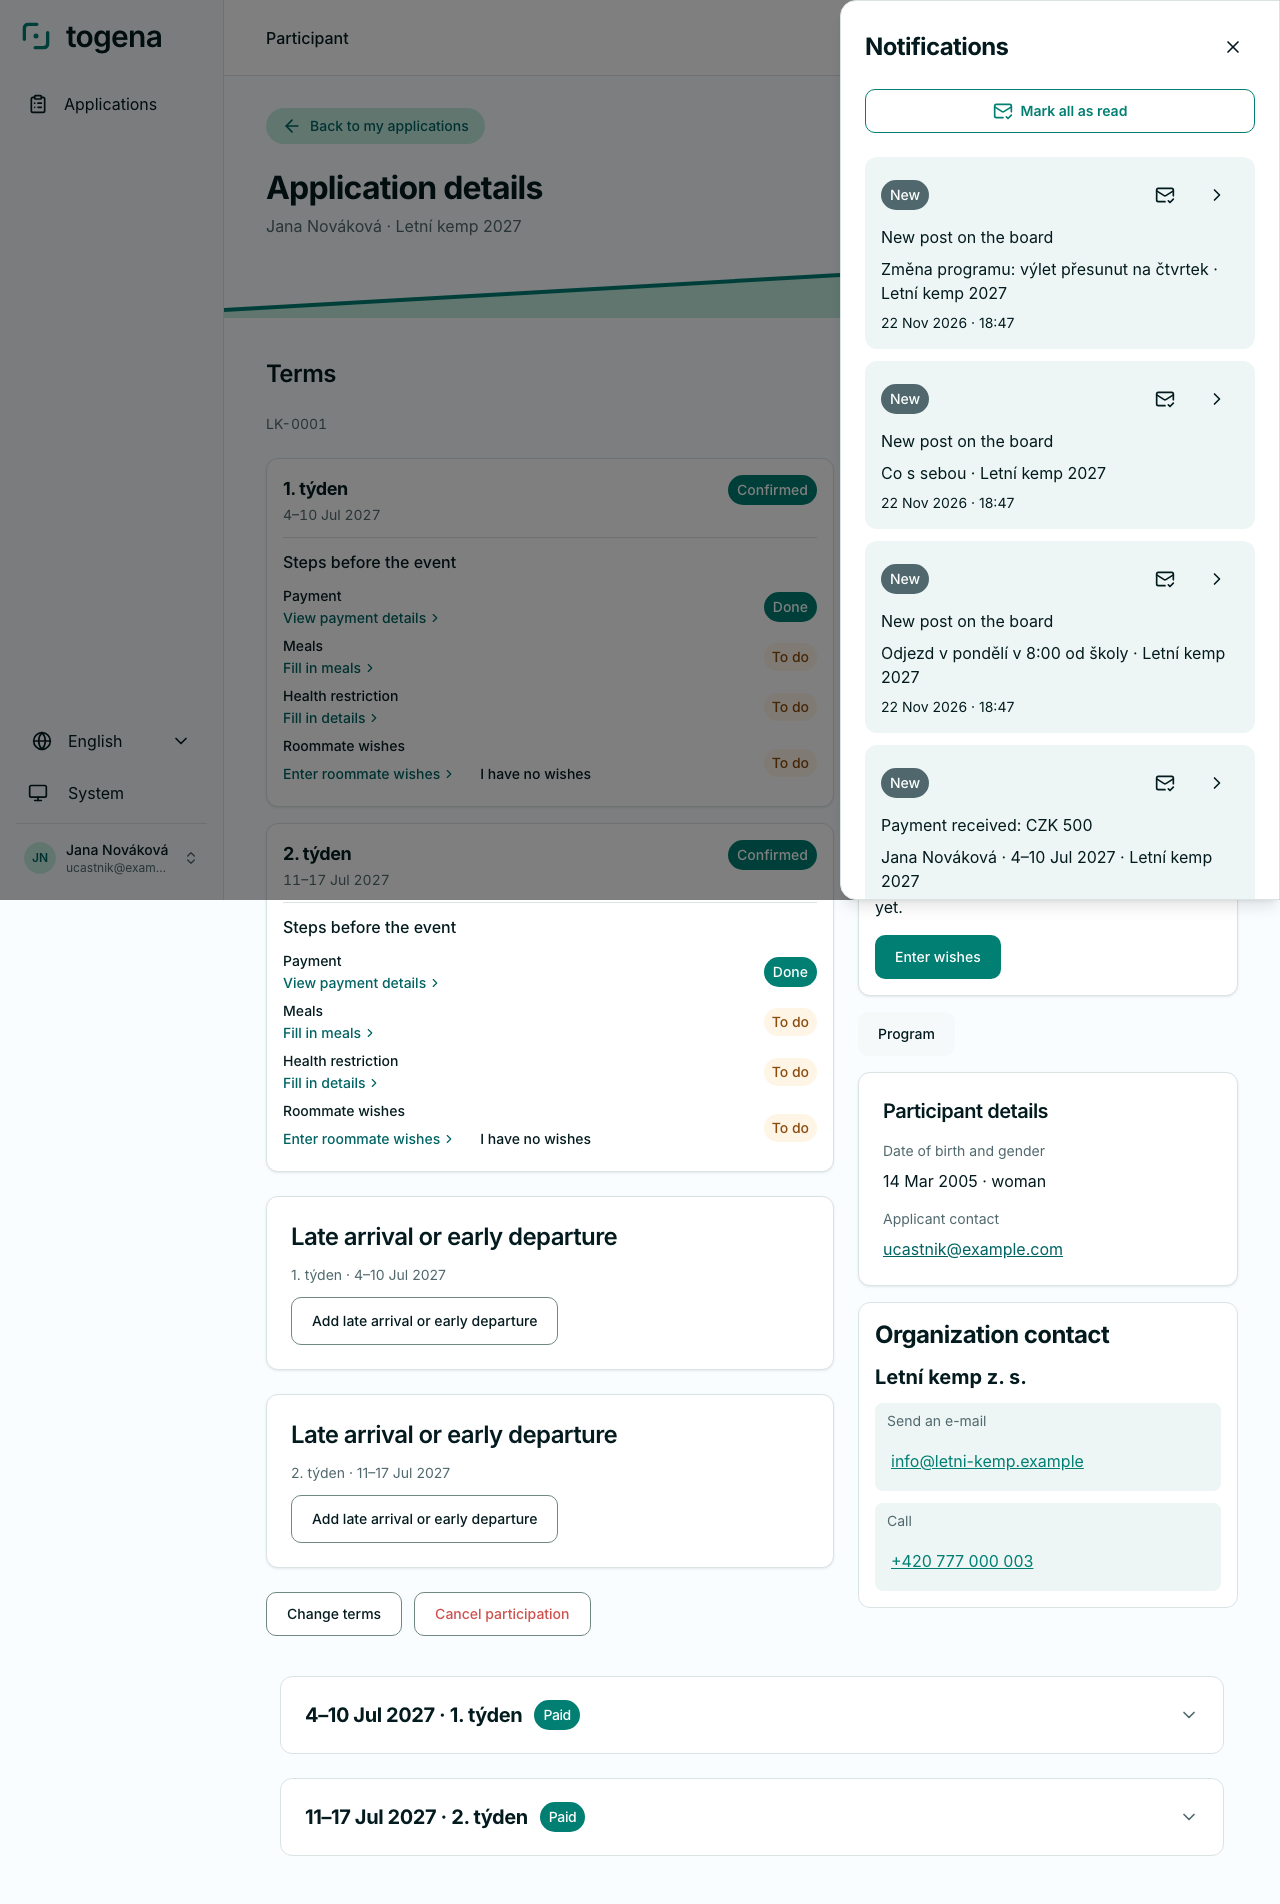 togena
Applications
English
System
JN
Jana Nováková
ucastnik@exam...
Participant
Back to my applications
Application details
Jana Nováková · Letní kemp 2027
Terms
LK-0001
1. týden
Confirmed
4–10 Jul 2027
Steps before the event
Payment
View payment details
Done
Meals
Fill in meals
To do
Health restriction
Fill in details
To do
Roommate wishes
Enter roommate wishes
I have no wishes
To do
2. týden
Confirmed
11–17 Jul 2027
Steps before the event
Payment
View payment details
Done
Meals
Fill in meals
To do
Health restriction
Fill in details
To do
Roommate wishes
Enter roommate wishes
I have no wishes
To do
Late arrival or early departure
1. týden · 4–10 Jul 2027
Add late arrival or early departure
Late arrival or early departure
2. týden · 11–17 Jul 2027
Add late arrival or early departure
Change terms
Cancel participation
Notifications
Mark all as read
New
New post on the board
Změna programu: výlet přesunut na čtvrtek ·
Letní kemp 2027
22 Nov 2026 · 18:47
New
New post on the board
Co s sebou · Letní kemp 2027
22 Nov 2026 · 18:47
New
New post on the board
Odjezd v pondělí v 8:00 od školy · Letní kemp
2027
22 Nov 2026 · 18:47
New
Payment received: CZK 500
Jana Nováková · 4–10 Jul 2027 · Letní kemp
2027
yet.
Enter wishes
Program
Participant details
Date of birth and gender
14 Mar 2005 · woman
Applicant contact
ucastnik@example.com
Organization contact
Letní kemp z. s.
Send an e-mail
info@letni-kemp.example
Call
+420 777 000 003
4–10 Jul 2027 · 1. týden
Paid
11–17 Jul 2027 · 2. týden
Paid